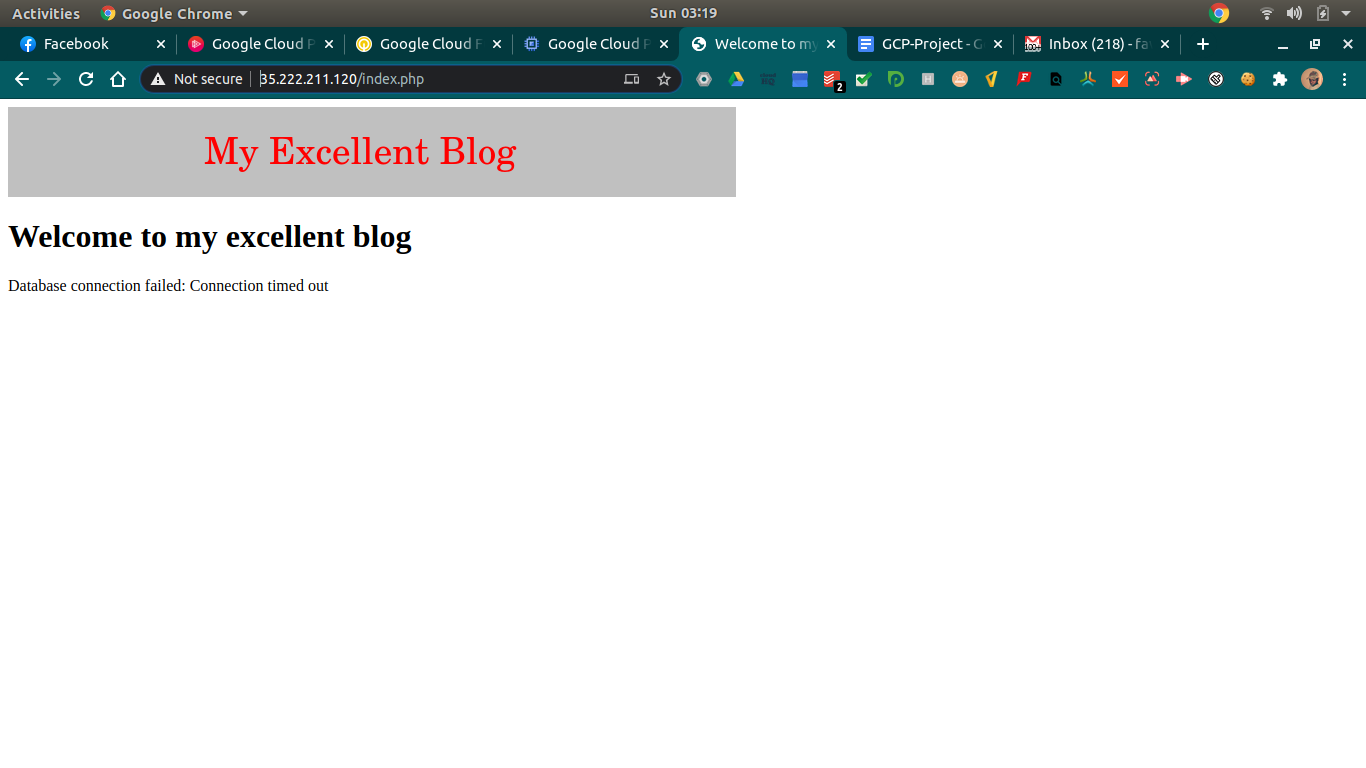 Activities Google Chrome Sun 03:19
Facebook Google Cloud P Google Cloud F Google Cloud P Welcome to my GCP-Project - G Inbox (218) - fa
Not secure 35.222.211.120/index.php 2
My Excellent Blog
Welcome to my excellent blog
Database connection failed: Connection timed out